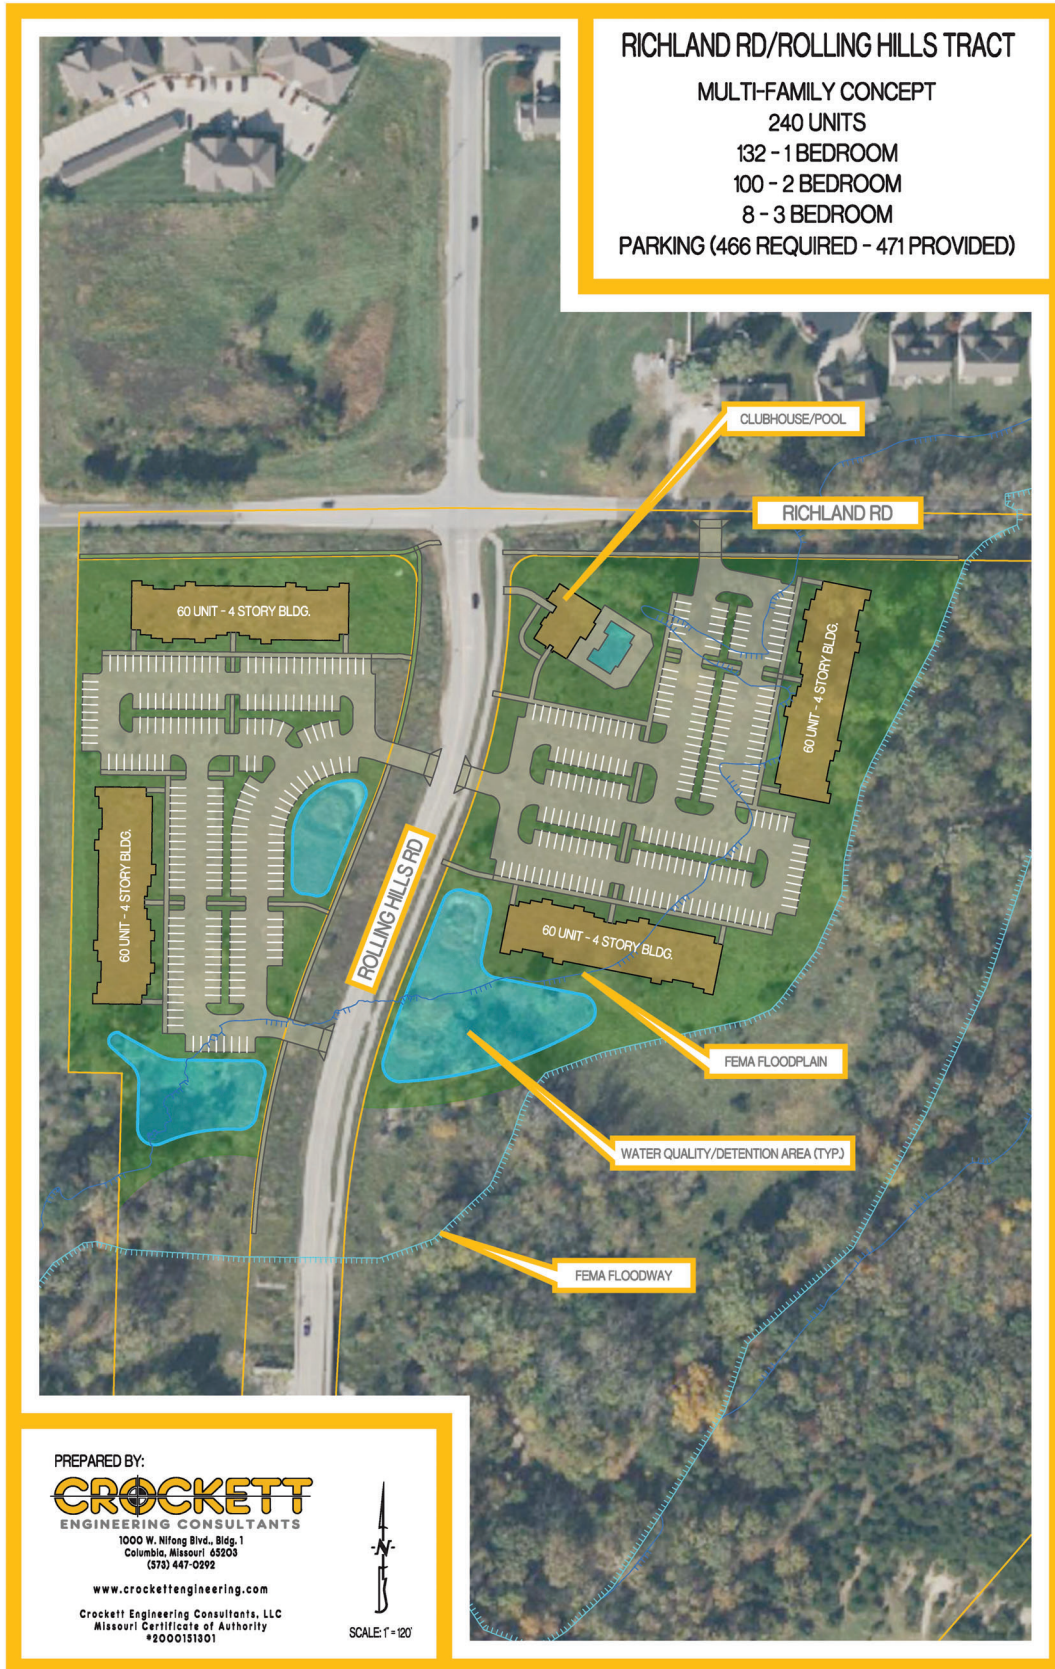 RICHLAND RD/ROLLING HILLS TRACT
MULTI-FAMILY CONCEPT
240 UNITS
132 - 1 BEDROOM
100 - 2 BEDROOM
8 - 3 BEDROOM
PARKING (466 REQUIRED - 471 PROVIDED)
CLUBHOUSE/POOL
RICHLAND RD
60 UNIT - 4 STORY BLDG.
60 UNIT - 4 STORY BLDG.
60 UNIT - 4 STORY BLDG.
ROLLING HILLS RD
60 UNIT - 4 STORY BLDG.
FEMA FLOODPLAIN
WATER QUALITY/DETENTION AREA (TYP.)
FEMA FLOODWAY
PREPARED BY:
CROCKETT
ENGINEERING CONSULTANTS
1000 W. Nifong Blvd., Bldg. 1
Columbia, Missouri 65203
(573) 447-0292
www.crockettengineering.com
Crockett Engineering Consultants, LLC
Missouri Certificate of Authority
#2000151301
N
SCALE: 1" = 120'